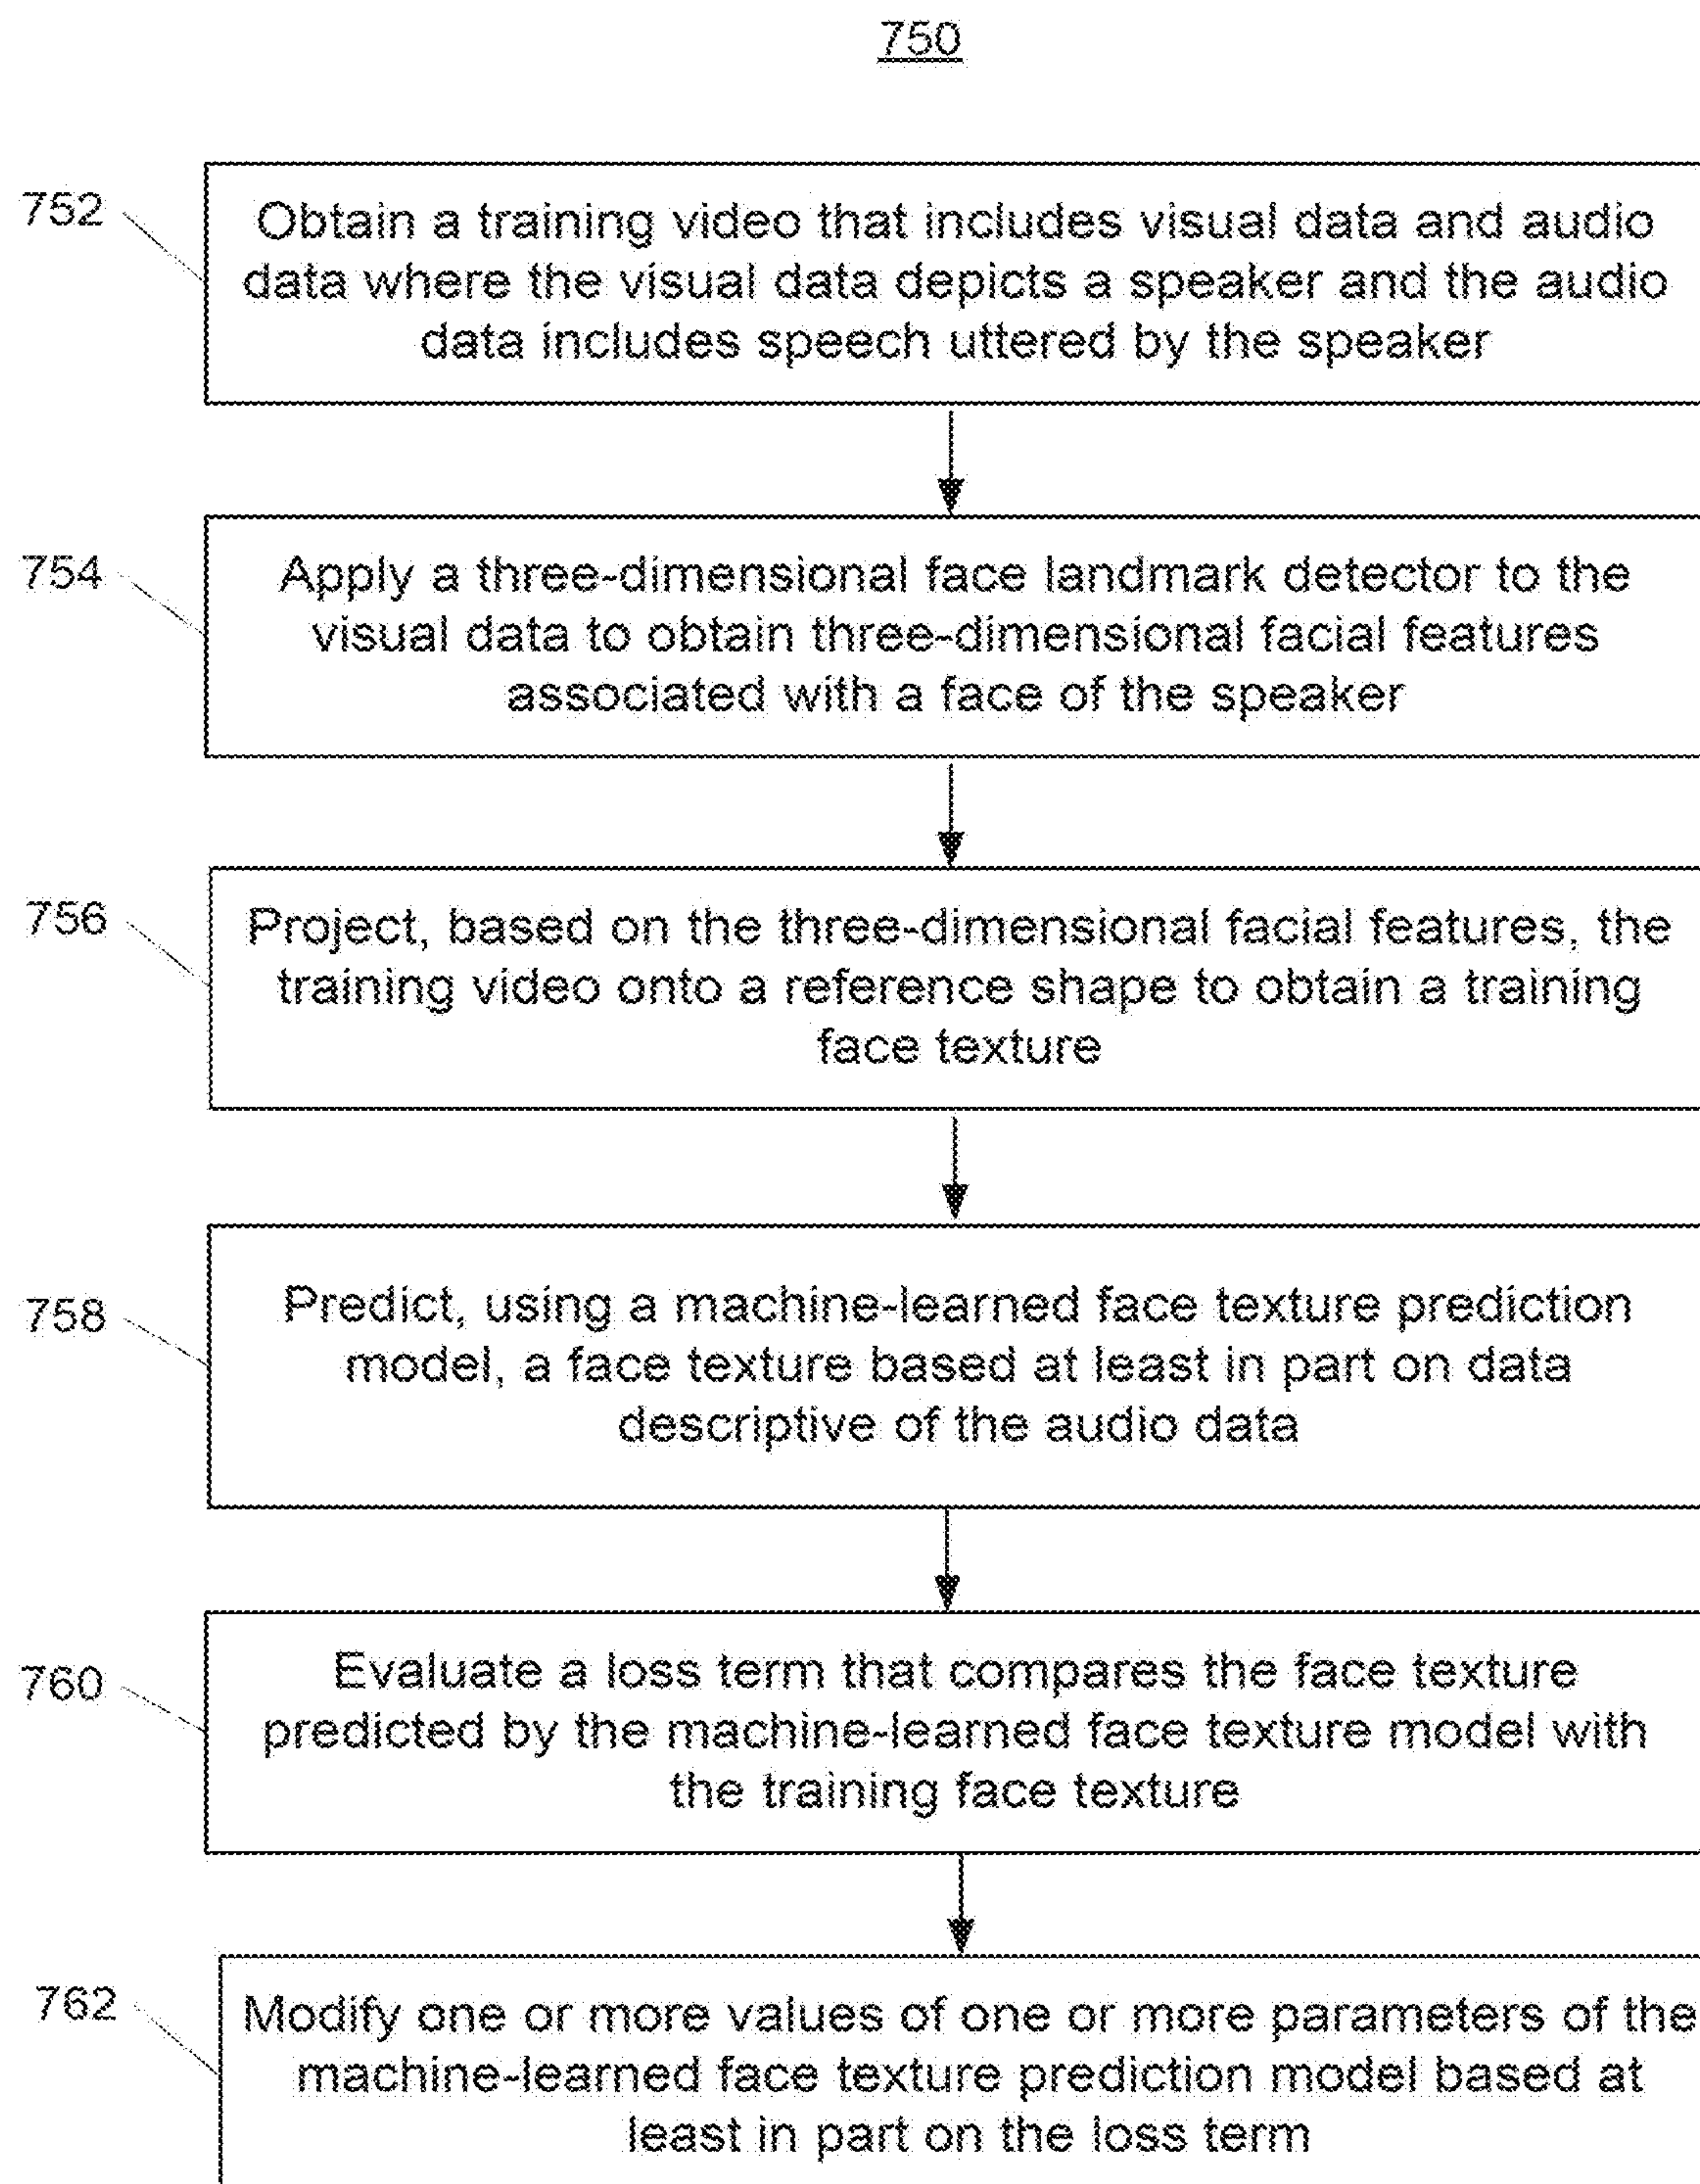 750
752
Obtain a training video that includes visual data and audio
data where the visual data depicts a speaker and the audio
data includes speech uttered by the speaker
754
Apply a three-dimensional face landmark detector to the
visual data to obtain three-dimensional facial features
associated with a face of the speaker
756
Project, based on the three-dimensional facial features, the
training video onto a reference shape to obtain a training
face texture
758
Predict, using a machine-learned face texture prediction
model, a face texture based at least in part on data
descriptive of the audio data
760
Evaluate a loss term that compares the face texture
predicted by the machine-learned face texture model with
the training face texture
762
Modify one or more values of one or more parameters of the
machine-learned face texture prediction model based at
least in part on the loss term